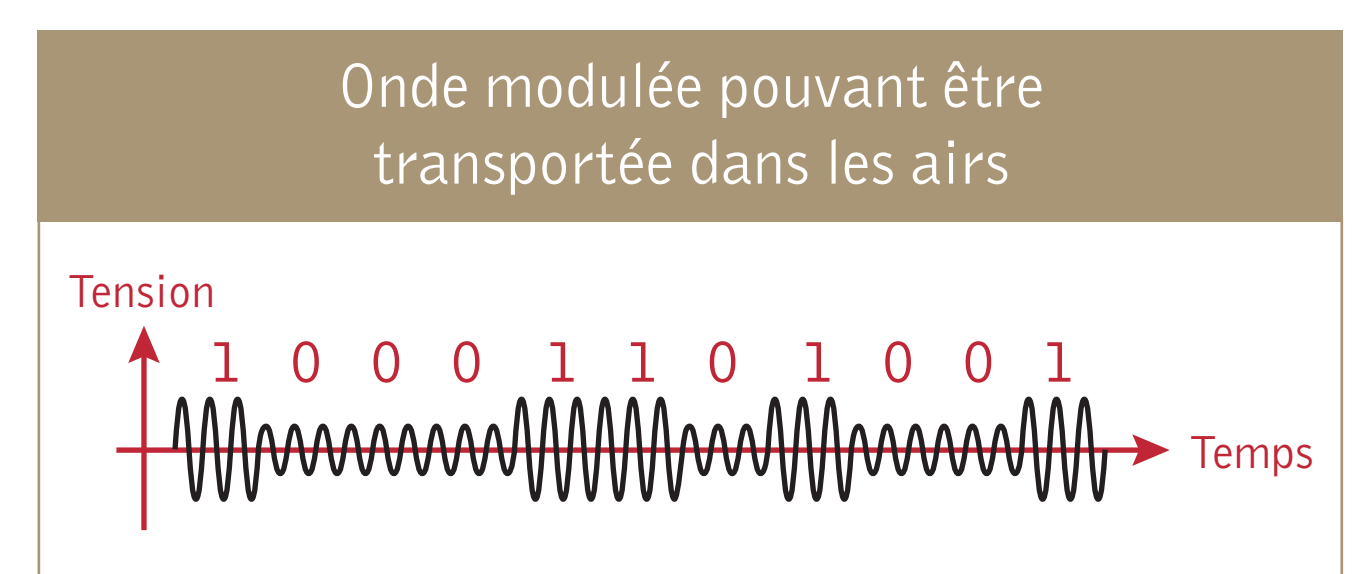 Onde modulée pouvant être
transportée dans les airs
Tension
1 0 0 0 1 1 0 1 0 0 1
Temps